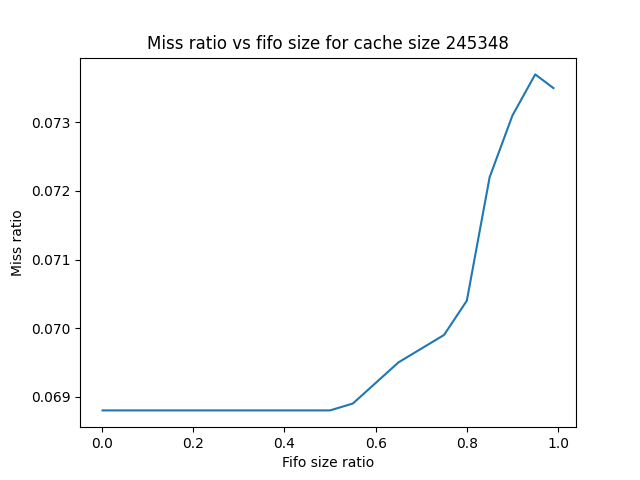 Miss ratio vs fifo size for cache size 245348
0.073
0.072
0.071
0.070
0.069
Miss ratio
0.0 0.2 0.4 0.6 0.8 1.0
Fifo size ratio